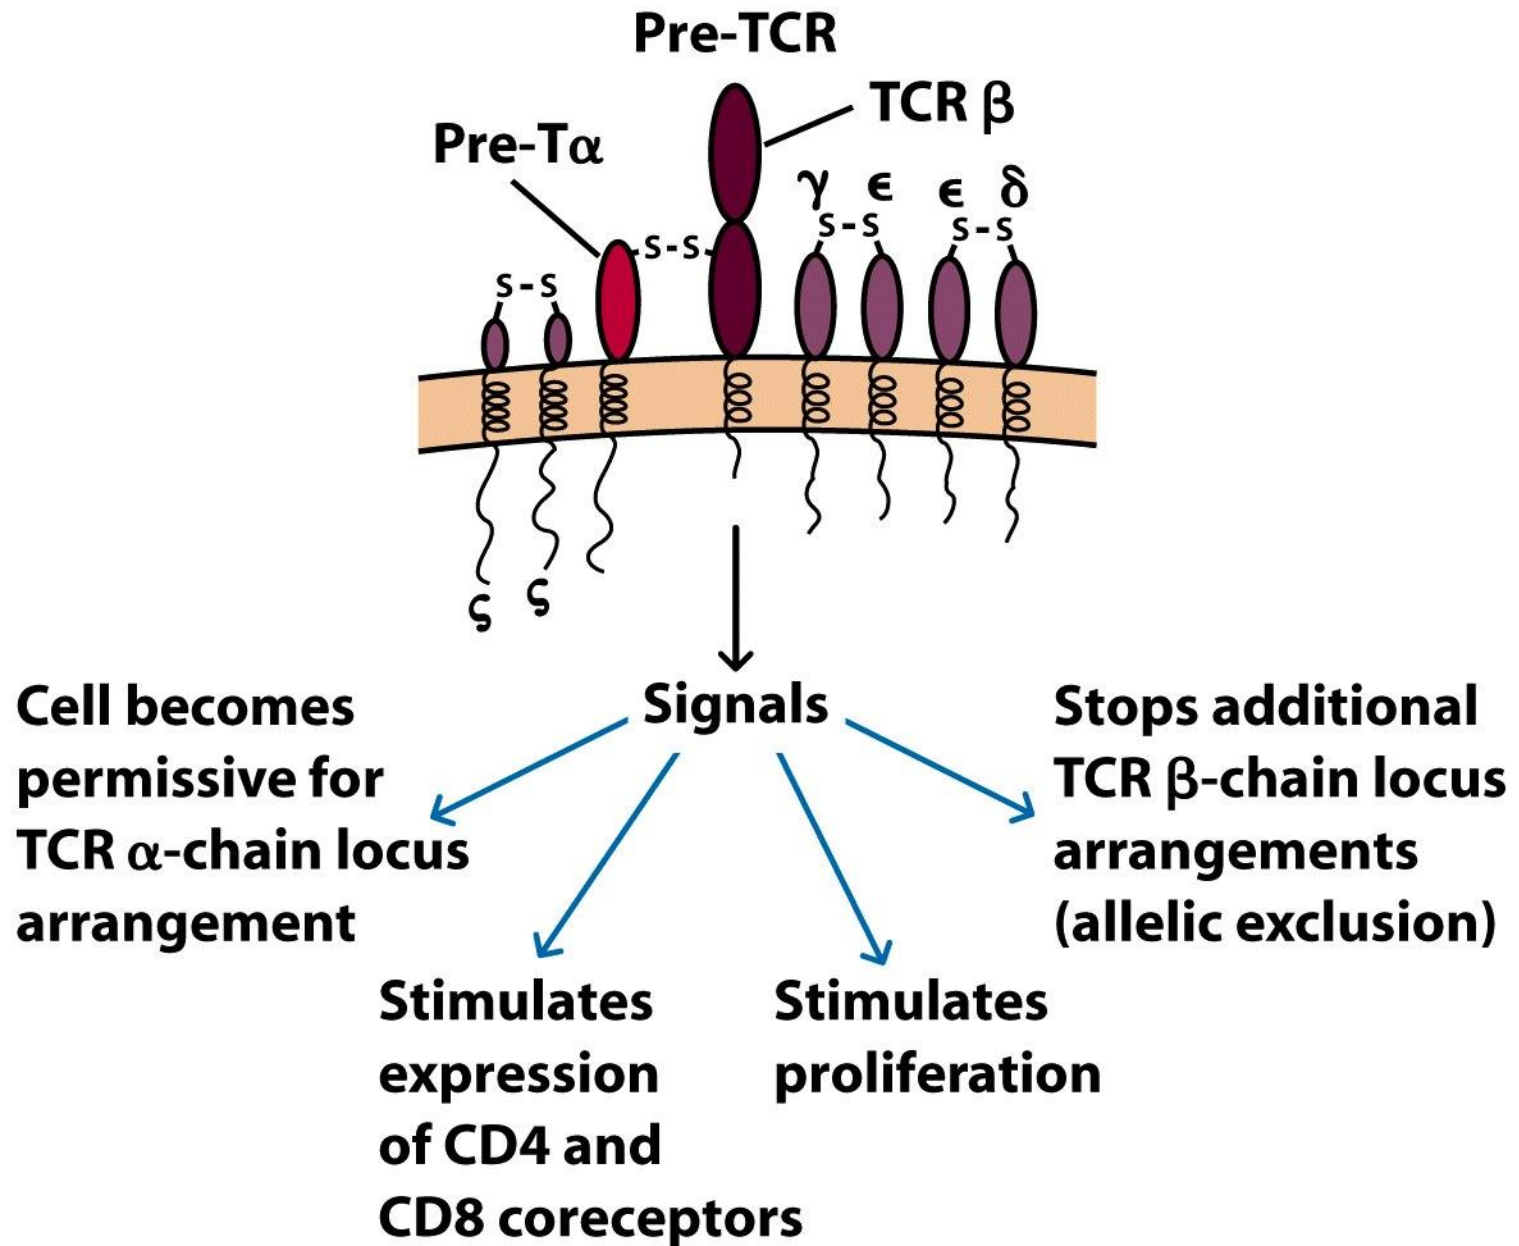 Pre-TCR
TCR β
Pre-Tα
γ ϵ ϵ δ
s-s
s-s
s-s
s-s
ς ς
Signals
Cell becomes
permissive for
TCR α-chain locus
arrangement
Stimulates
expression
of CD4 and
CD8 coreceptors
Stimulates
proliferation
Stops additional
TCR β-chain locus
arrangements
(allelic exclusion)